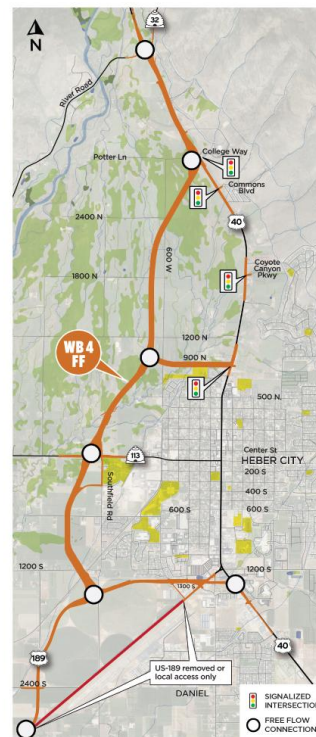 N
32
River Road
College Way
Potter Ln
Commons
Blvd
2400 N
40
600 W
1800 N
Coyote
Canyon
Pkwy
WB 4
FF
1200 N
900 N
500 N.
Center St
HEBER CITY
113
200 S
400 S
600 S
600 S
Southfield Rd
1200 S
1200 S
1300 S
189
40
US-189 removed or
local access only
2400 S
DANIEL
SIGNALIZED
INTERSECTION
FREE FLOW
CONNECTION